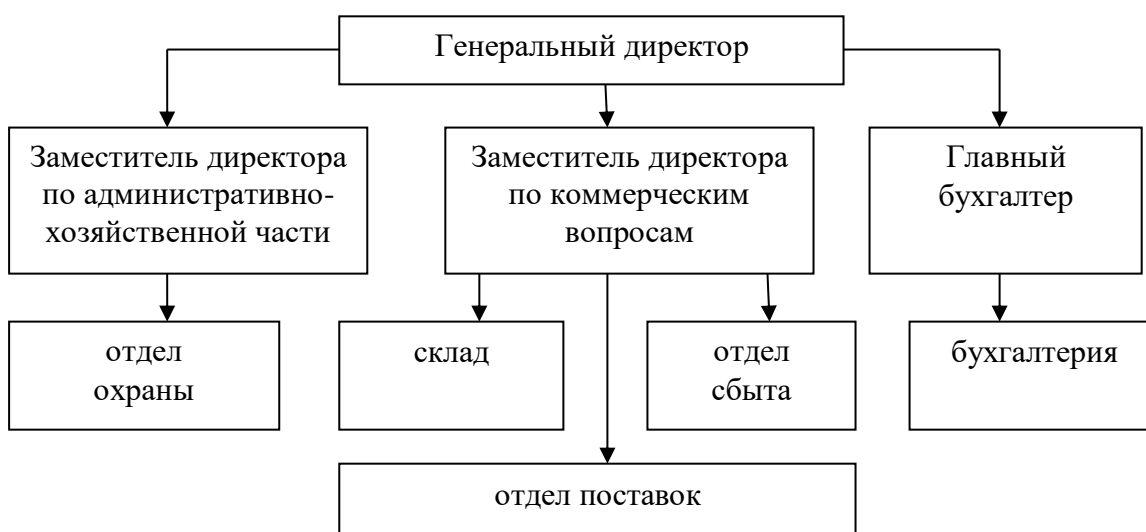 Генеральный директор
Заместитель директора
по административно-
хозяйственной части
Заместитель директора
по коммерческим
вопросам
Главный
бухгалтер
отдел
охраны
склад
отдел
сбыта
бухгалтерия
отдел поставок